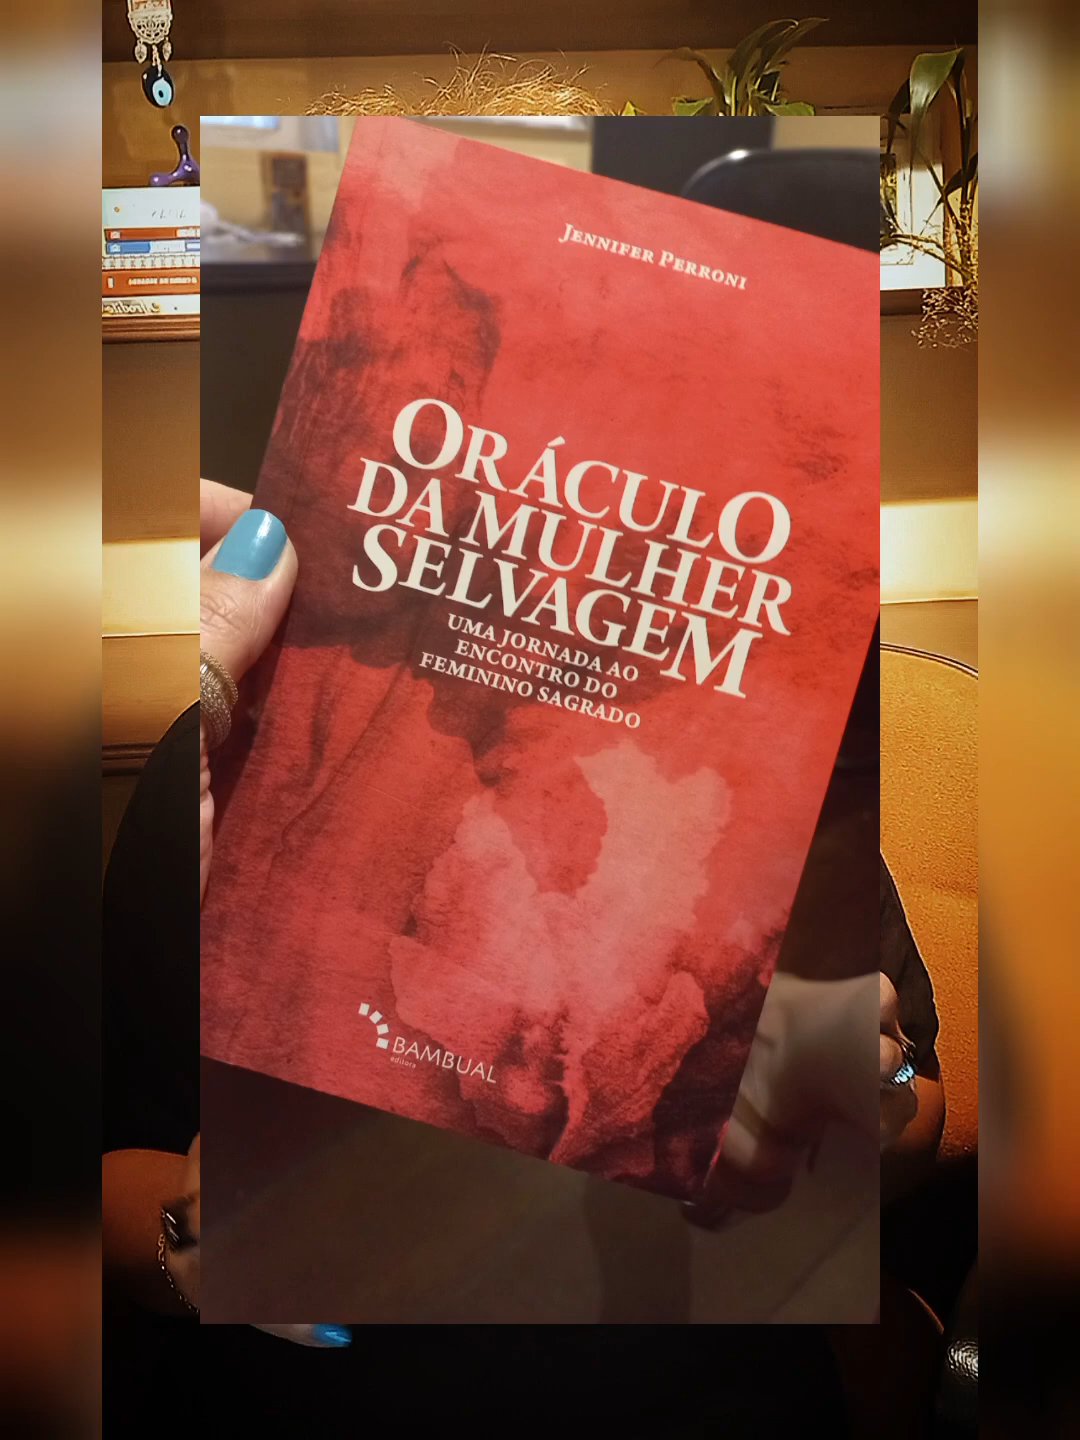 JENNIFER PERRONI
ORÁCULO
DA MULHER
SELVAGEM
UMA JORNADA AO
ENCONTRO DO
FEMININO SAGRADO
BAMBUAL
editora